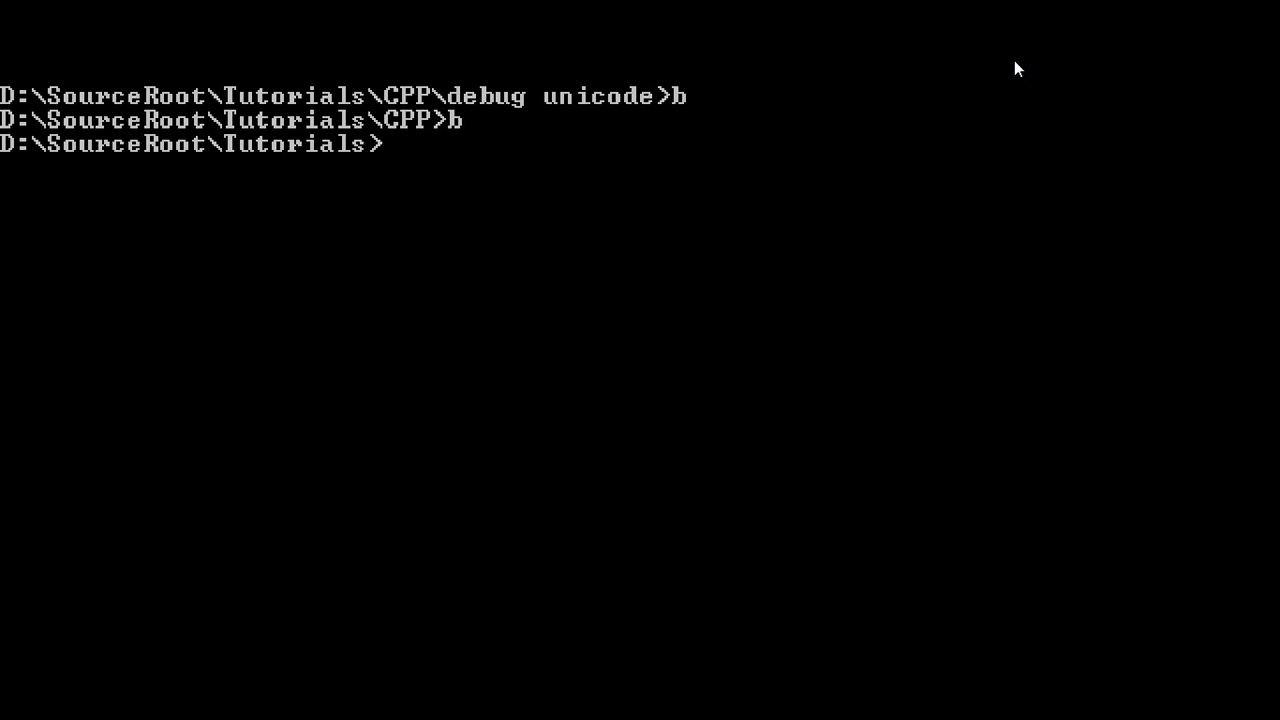 D:\SourceRoot\Tutorials\CPP\debug unicode>b
D:\SourceRoot\Tutorials\CPP>b
D:\SourceRoot\Tutorials>